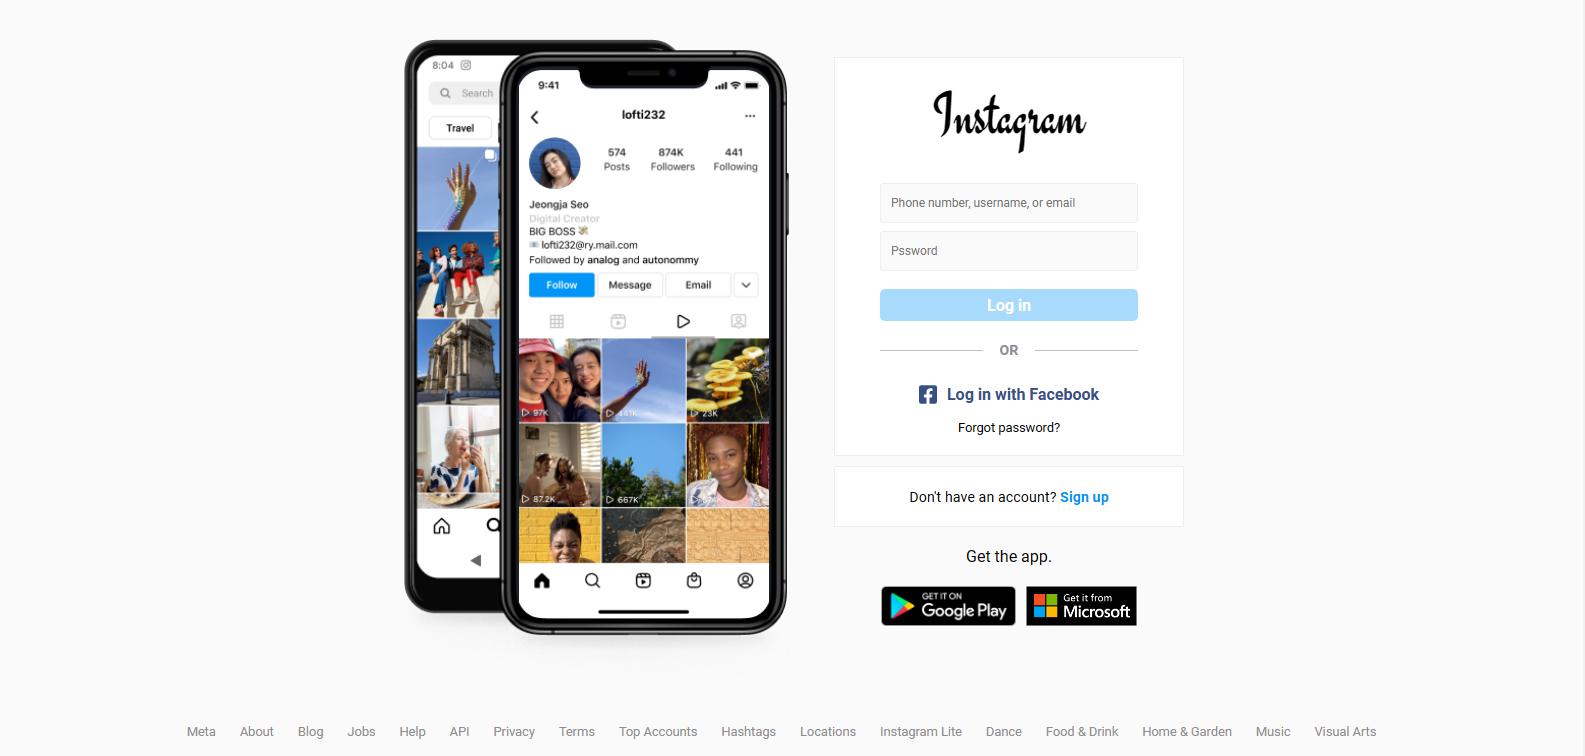 8:04
Search
Travel
9:41
lofti232
574 874K 441
Posts Followers Following
Jeongja Seo
Digital Creator
BIG BOSS
lofti232@ry.mail.com
Followed by analog and autonommy
Follow Message Email
97K 441K 23K
87.2K 667K
Instagram
Phone number, username, or email
Pssword
Log in
OR
Log in with Facebook
Forgot password?
Don't have an account? Sign up
Get the app.
GET IT ON
Google Play
Get it from
Microsoft
Meta About Blog Jobs Help API Privacy Terms Top Accounts Hashtags Locations Instagram Lite Dance Food & Drink Home & Garden Music Visual Arts